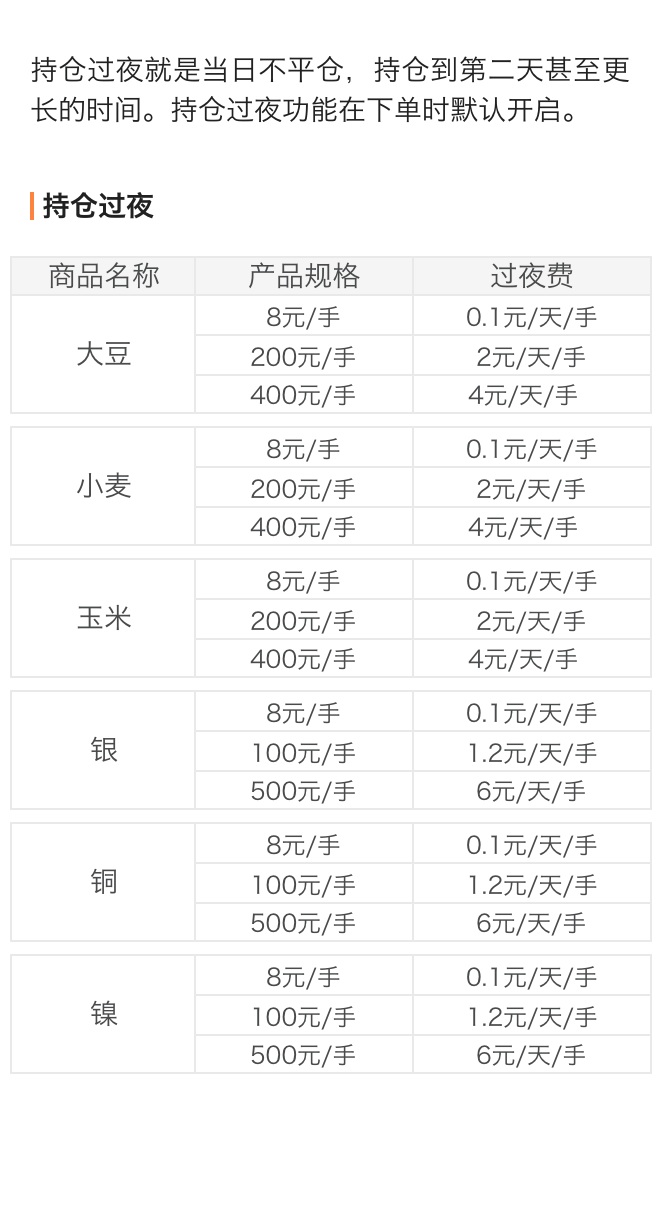 持仓过夜就是当日不平仓，持仓到第二天甚至更
长的时间。持仓过夜功能在下单时默认开启。
持仓过夜
商品名称 产品规格 过夜费
大豆
8元/手 0.1元/天/手
200元/手 2元/天/手
400元/手 4元/天/手
小麦
8元/手 0.1元/天/手
200元/手 2元/天/手
400元/手 4元/天/手
玉米
8元/手 0.1元/天/手
200元/手 2元/天/手
400元/手 4元/天/手
银
8元/手 0.1元/天/手
100元/手 1.2元/天/手
500元/手 6元/天/手
铜
8元/手 0.1元/天/手
100元/手 1.2元/天/手
500元/手 6元/天/手
镍
8元/手 0.1元/天/手
100元/手 1.2元/天/手
500元/手 6元/天/手